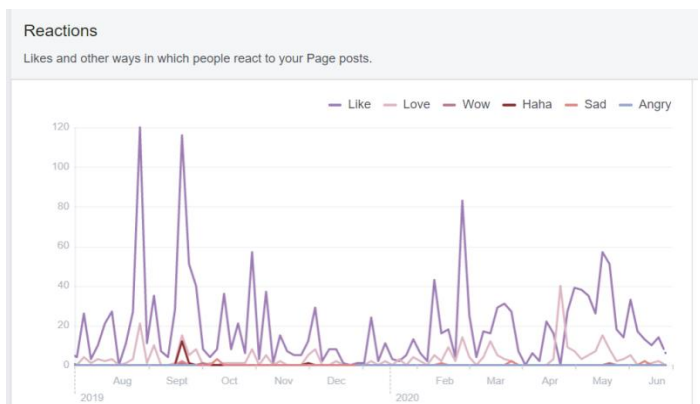 Reactions
Likes and other ways in which people react to your Page posts.
Like Love Wow Haha Sad Angry
120
100
80
60
40
20
0
Aug Sept Oct Nov Dec Feb Mar Apr May Jun
2019 2020